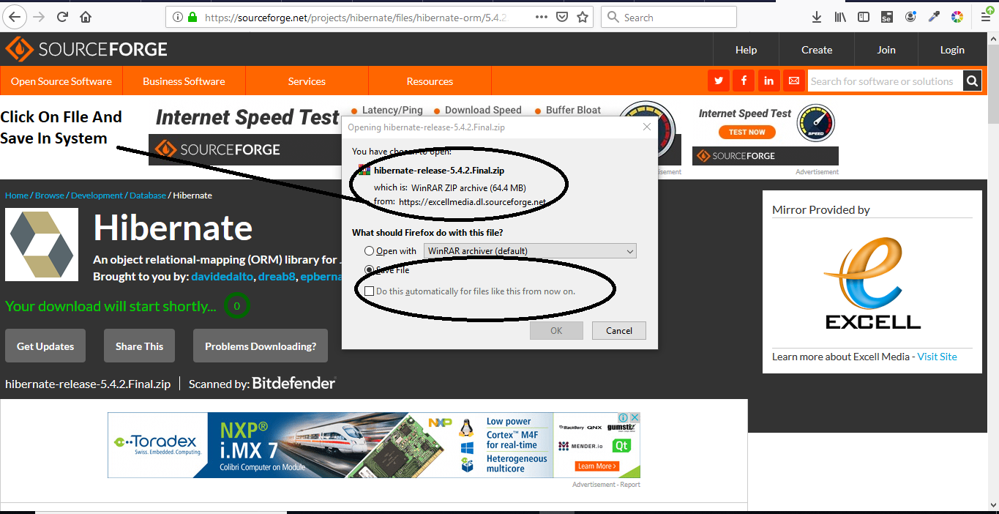 https://sourceforge.net/projects/hibernate/files/hibernate-orm/5.4.2
Search
SOURCEFORGE
Help
Create
Join
Login
Open Source Software
Business Software
Services
Resources
Search for software or solutions
Click On FIle And
Save In System
Internet Speed Test
Latency/Ping
Download Speed
Buffer Bloat
SOURCEFORGE
Internet Speed Test
TEST NOW
SPEED
SOURCEFORGE
Advertisement
Opening hibernate-release-5.4.2.Final.zip
You have chosen to open:
hibernate-release-5.4.2.Final.zip
which is: WinRAR ZIP archive (64.4 MB)
from: https://excellmedia.dl.sourceforge.net
What should Firefox do with this file?
Open with
WinRAR archiver (default)
Save File
Do this automatically for files like this from now on.
OK
Cancel
Home / Browse / Development / Database / Hibernate
Hibernate
An object relational-mapping (ORM) library for
Brought to you by: davidedalto, dreab8, epberna
Your download will start shortly... 0
Get Updates
Share This
Problems Downloading?
hibernate-release-5.4.2.Final.zip
Scanned by: Bitdefender
Mirror Provided by
EXCELL
Learn more about Excell Media - Visit Site
Toradex
Swiss. Embedded. Computing.
NXP®
i.MX 7
Colibri Computer on Module
NXP
Low power
Cortex™ M4F
for real-time
Heterogeneous
multicore
BlackBerry QNX gumstix
MENDER.io
Qt
Learn More >
Advertisement - Report